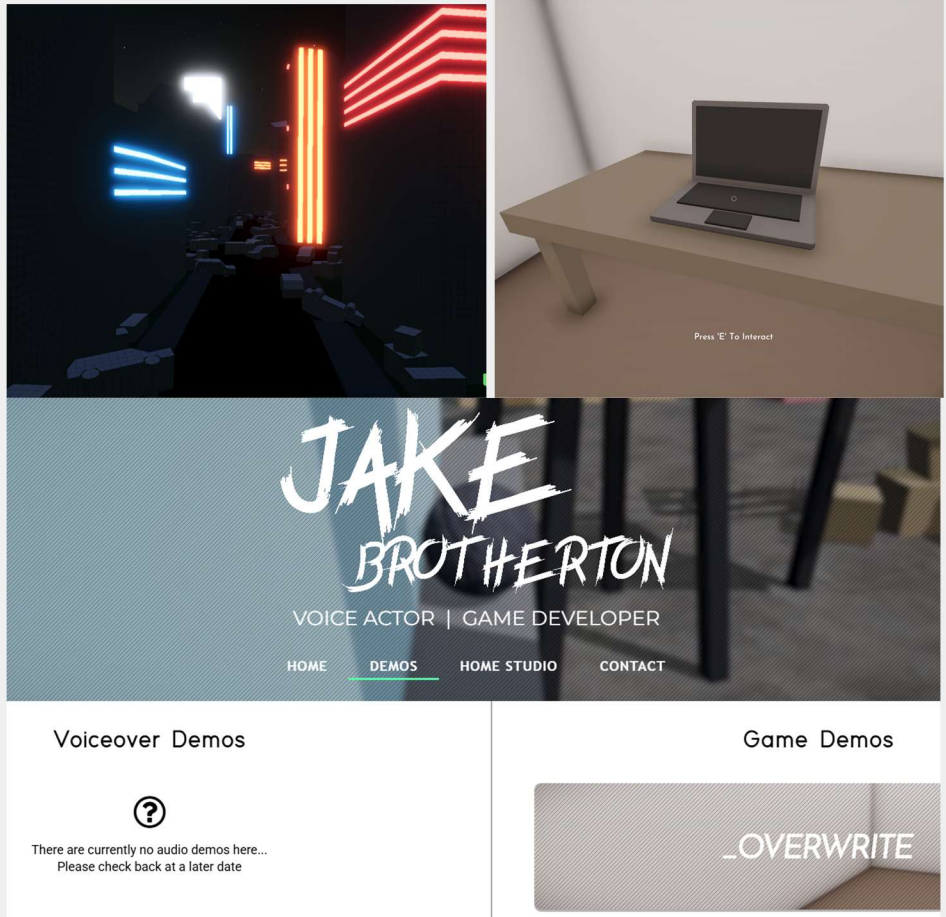 Press 'E' To Interact
JAKE
BROTHERTON
VOICE ACTOR | GAME DEVELOPER
HOME DEMOS HOME STUDIO CONTACT
Voiceover Demos
There are currently no audio demos here...
Please check back at a later date
Game Demos
_OVERWRITE